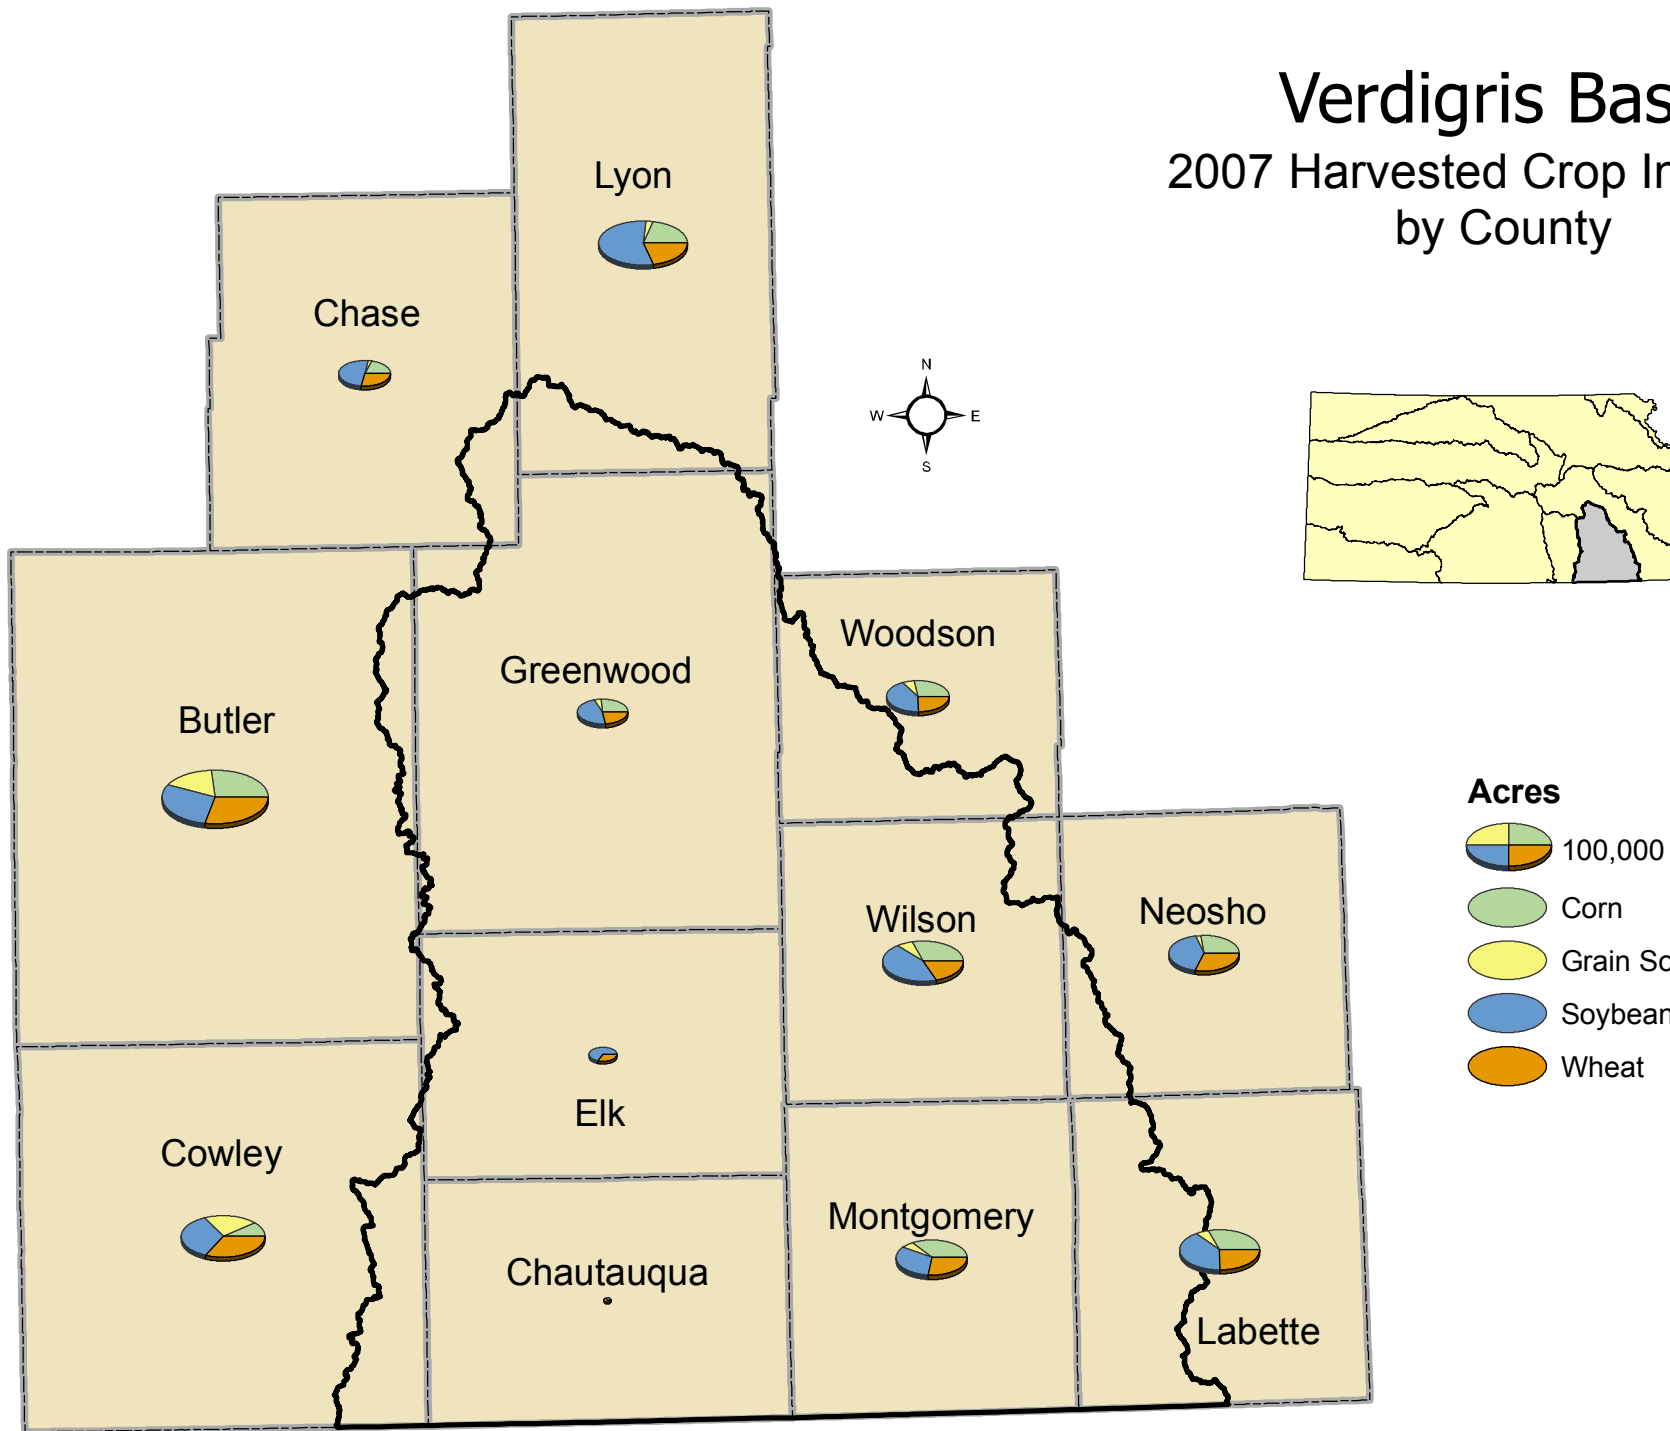 Verdigris Bas
2007 Harvested Crop In
by County
Lyon
Chase
N
W E
S
Woodson
Greenwood
Butler
Acres
100,000
Corn
Grain So
Soybean
Wheat
Wilson
Neosho
Elk
Cowley
Montgomery
Chautauqua
Labette